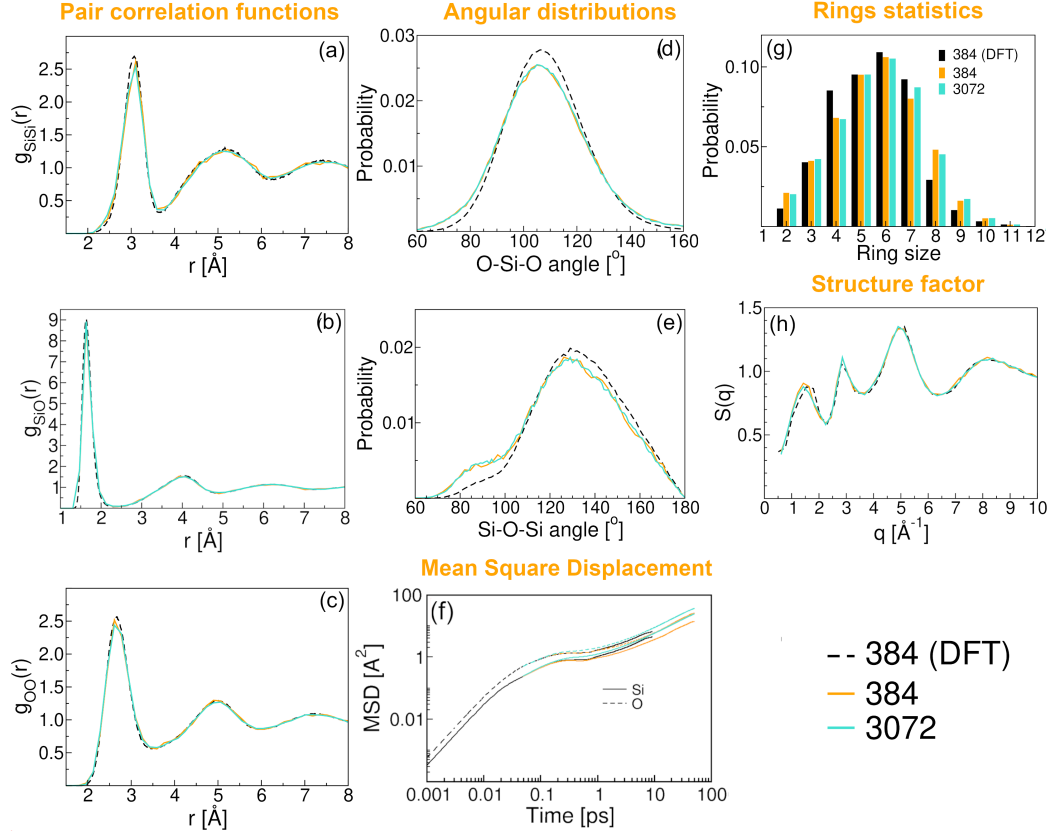 Pair correlation functions
Angular distributions
Rings statistics
(a)
2.5
2.0
1.5
1.0
0.5
gSiSi(r)
2 3 4 5 6 7 8
r [Å]
(d)
0.03
0.02
0.01
Probability
60 80 100 120 140 160
O-Si-O angle [o]
(g)
384 (DFT)
384
3072
0.10
0.05
Probability
1 2 3 4 5 6 7 8 9 10 11 12
Ring size
(b)
9
8
7
6
5
4
3
2
1
gSiO(r)
1 2 3 4 5 6 7 8
r [Å]
(e)
0.02
0.01
0.00
Probability
60 80 100 120 140 160 180
Si-O-Si angle [o]
Structure factor
(h)
1.5
1.0
0.5
S(q)
0 1 2 3 4 5 6 7 8 9 10
q [Å-1]
(c)
2.5
2.0
1.5
1.0
0.5
gOO(r)
2 3 4 5 6 7 8
r [Å]
Mean Square Displacement
(f)
100
1
0.01
MSD [A2]
Si
O
0.001 0.01 0.1 1 10 100
Time [ps]
384 (DFT)
384
3072